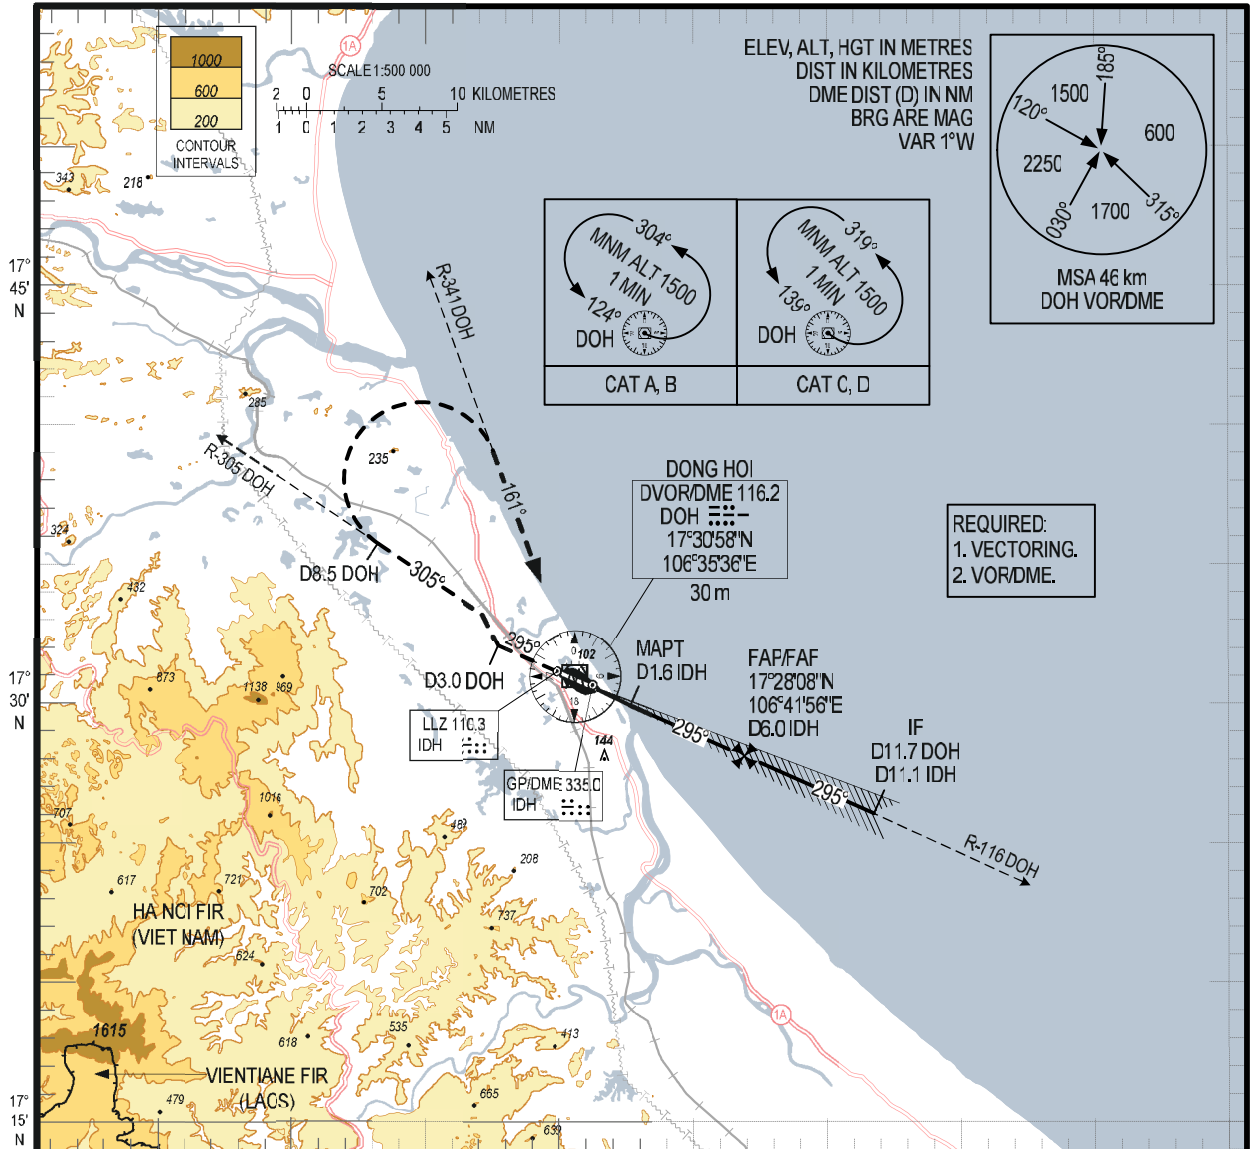 1000
600
200
CONTOUR
INTERVALS
SCALE 1:500 000
2 0 5 10 KILOMETRES
1 0 1 2 3 4 5 NM
1A
ELEV, ALT, HGT IN METRES
DIST IN KILOMETRES
DME DIST (D) IN NM
BRG ARE MAG
VAR 1°W
185°
120°
1500
600
2250
1700
030°
315°
MSA 46 km
DOH VOR/DME
304°
MNM ALT 1500
1 MIN
124°
DOH
CAT A, B
319°
MNM ALT 1500
1 MIN
139°
DOH
CAT C, D
343
218
17°
45'
N
R-341 DOH
285
235
R-305 DOH
161°
324
432
D8.5 DOH
305°
DONG HOI
DVOR/DME 116.2
DOH
17°30'58"N
106°35'36"E
30 m
REQUIRED:
1. VECTORING.
2. VOR/DME.
295°
0
102
18
D3.0 DOH
MAPT
D1.6 IDH
FAP/FAF
17°28'08"N
106°41'56"E
D6.0 IDH
IF
D11.7 DOH
D11.1 IDH
295°
295°
R-116 DOH
17°
30'
N
873
1138
969
LLZ 110.3
IDH
144
GP/DME 335.0
IDH
707
1016
208
617
721
702
737
HA NCI FIR
(VIET NAM)
624
1615
618
535
413
1A
VIENTIANE FIR
(LAOS)
479
665
639
17°
15'
N